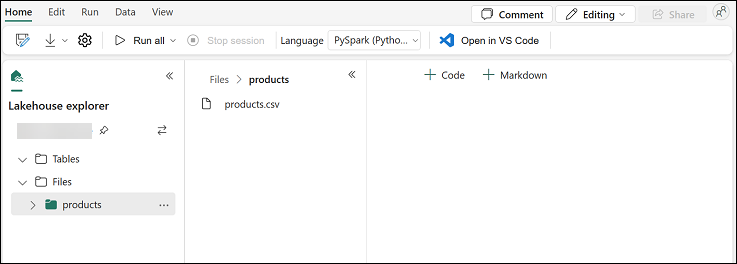 Home Edit Run Data View Comment Editing Share
Run all Stop session Language PySpark (Pytho... Open in VS Code
Files > products + Code + Markdown
Lakehouse explorer
products.csv
Tables
Files
products ...